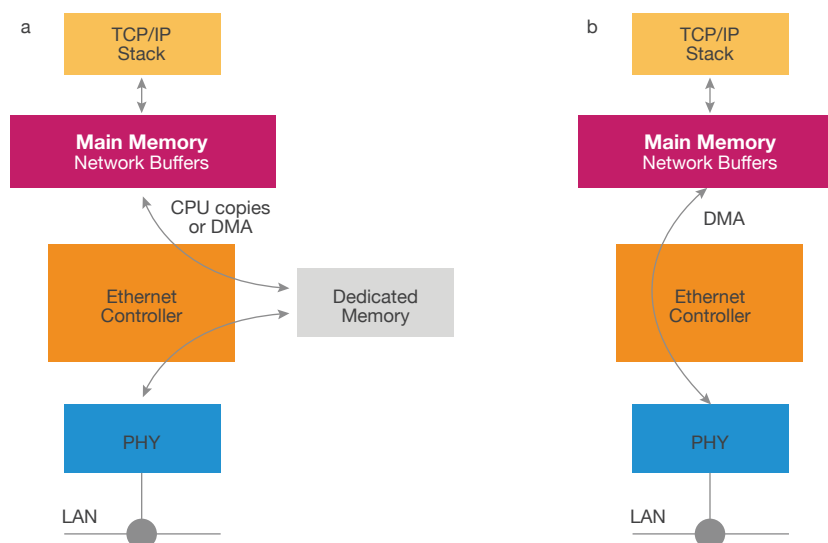 a
TCP/IP
Stack
Main Memory
Network Buffers
CPU copies
or DMA
Ethernet
Controller
Dedicated
Memory
PHY
LAN
b
TCP/IP
Stack
Main Memory
Network Buffers
DMA
Ethernet
Controller
PHY
LAN